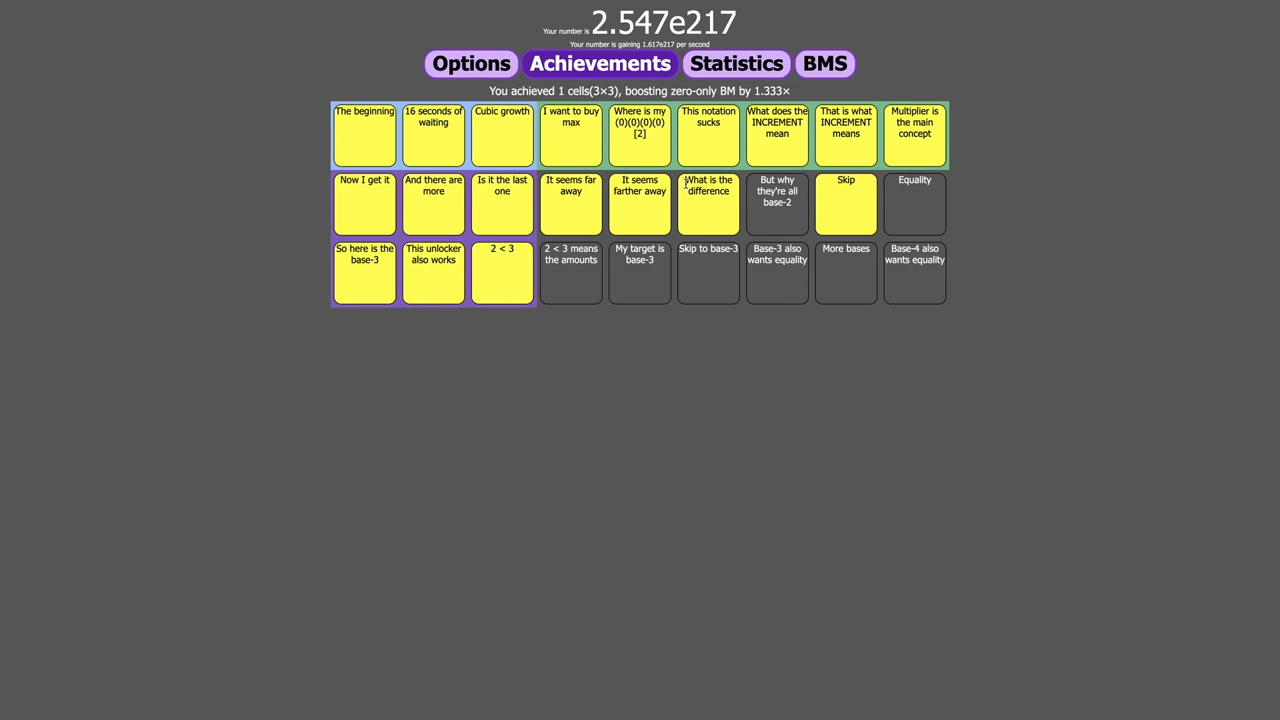 Your number is 2.547e217
Your number is gaining 1.617e217 per second
Options
Achievements
Statistics
BMS
You achieved 1 cells(3×3), boosting zero-only BM by 1.333×
The beginning
16 seconds of
waiting
Cubic growth
I want to buy
max
Where is my
(0)(0)(0)(0)
[2]
This notation
sucks
What does the
INCREMENT
mean
That is what
INCREMENT
means
Multiplier is
the main
concept
Now I get it
And there are
more
Is it the last
one
It seems far
away
It seems
farther away
What is the
difference
But why
they're all
base-2
Skip
Equality
So here is the
base-3
This unlocker
also works
2 < 3
2 < 3 means
the amounts
My target is
base-3
Skip to base-3
Base-3 also
wants equality
More bases
Base-4 also
wants equality